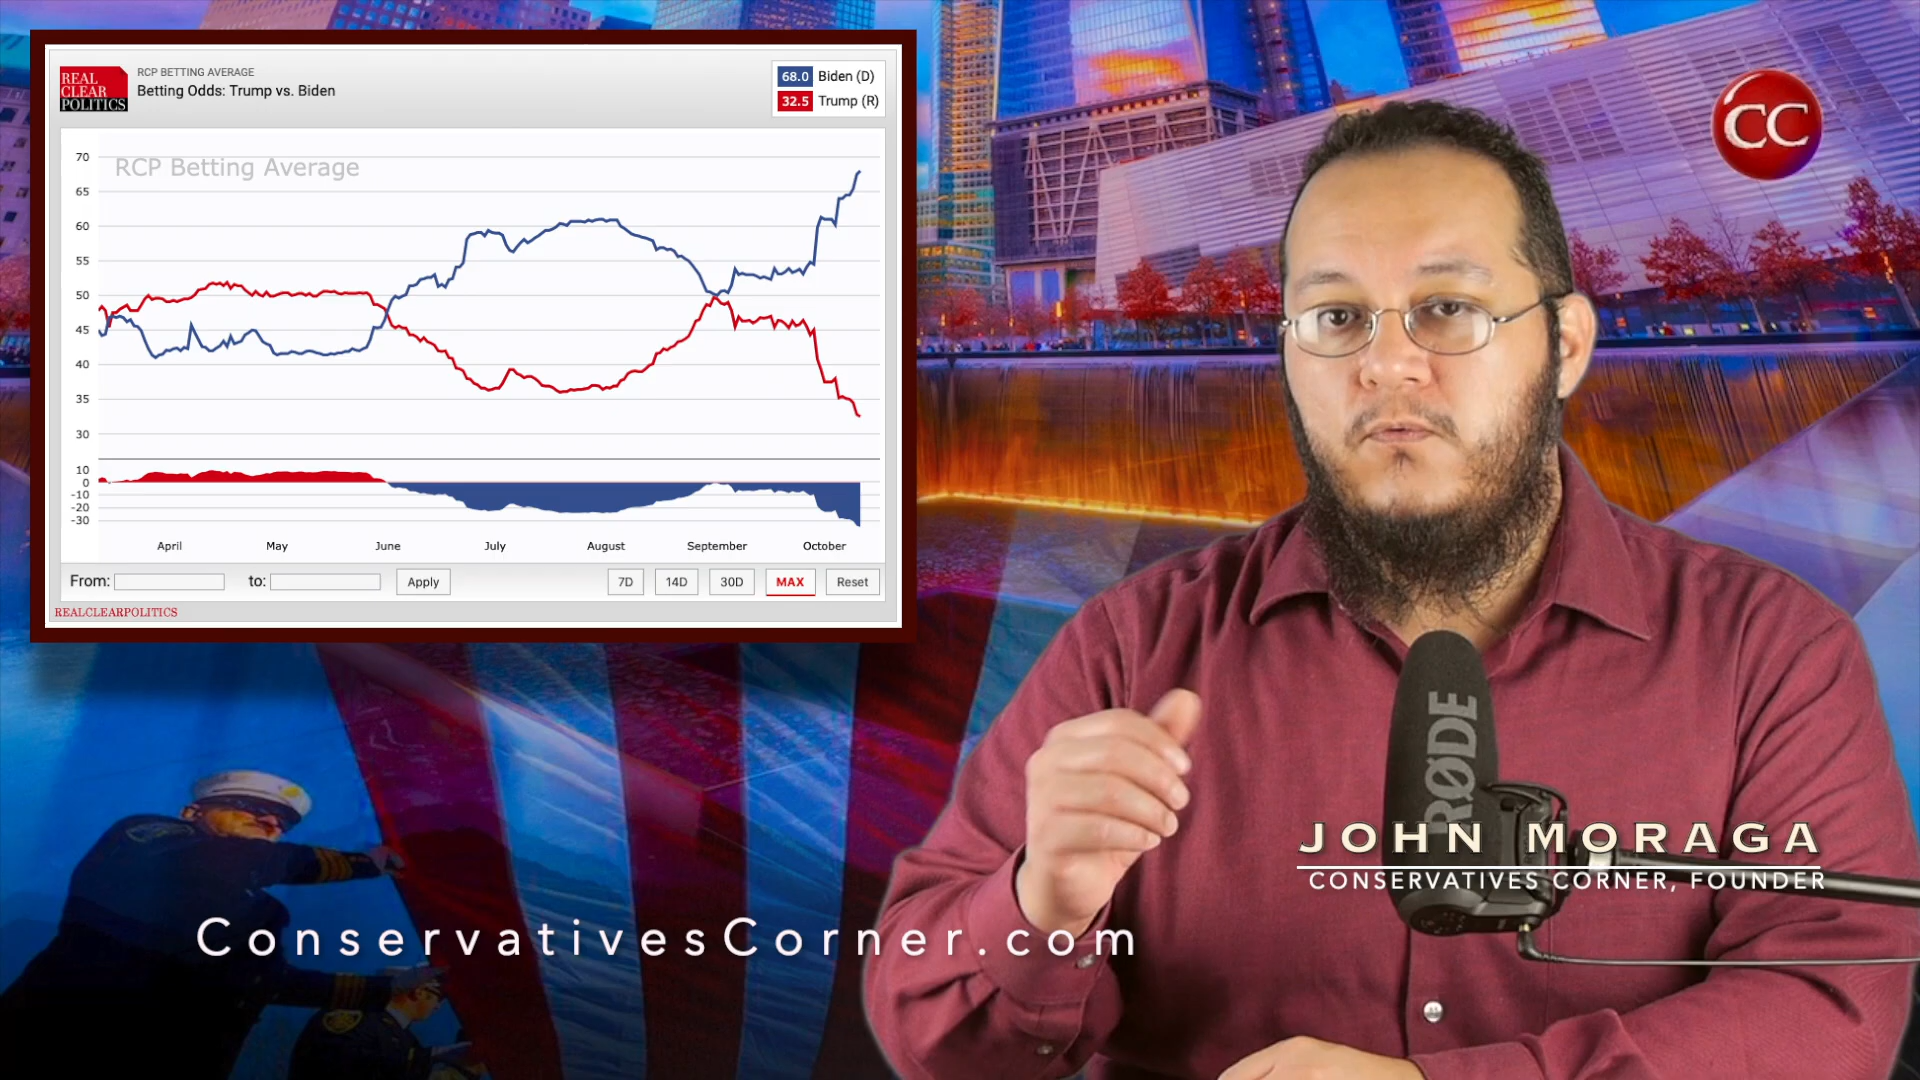 REAL
CLEAR
POLITICS
RCP BETTING AVERAGE
Betting Odds: Trump vs. Biden
68.0 Biden (D)
32.5 Trump (R)
RCP Betting Average
70
65
60
55
50
45
40
35
30
10
0
-10
-20
-30
April May June July August September October
From: to: Apply 7D 14D 30D MAX Reset
REALCLEARPOLITICS
CC
RØDE
JOHN MORAGA
CONSERVATIVES CORNER, FOUNDER
ConservativesCorner.com